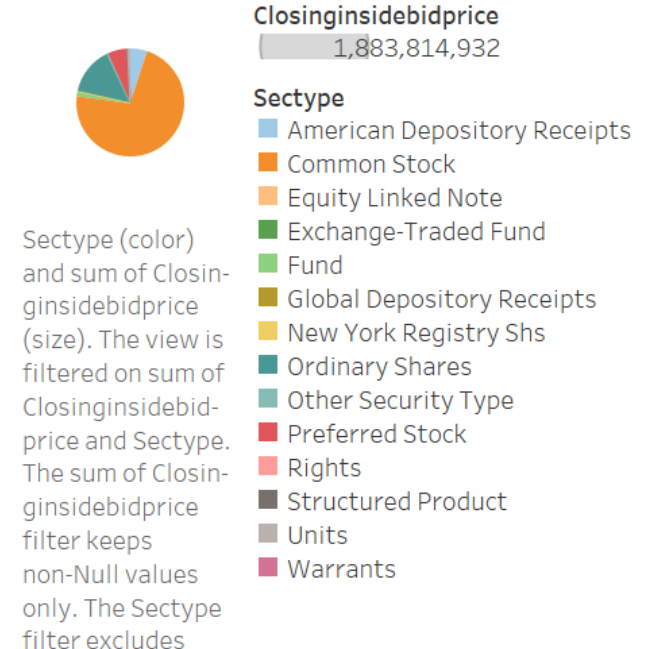 Closinginsidebidprice
1,883,814,932
Sectype
American Depository Receipts
Common Stock
Equity Linked Note
Exchange-Traded Fund
Fund
Global Depository Receipts
New York Registry Shs
Ordinary Shares
Other Security Type
Preferred Stock
Rights
Structured Product
Units
Warrants
Sectype (color)
and sum of Closin-
ginsidebidprice
(size). The view is
filtered on sum of
Closinginsidebid-
price and Sectype.
The sum of Closin-
ginsidebidprice
filter keeps
non-Null values
only. The Sectype
filter excludes